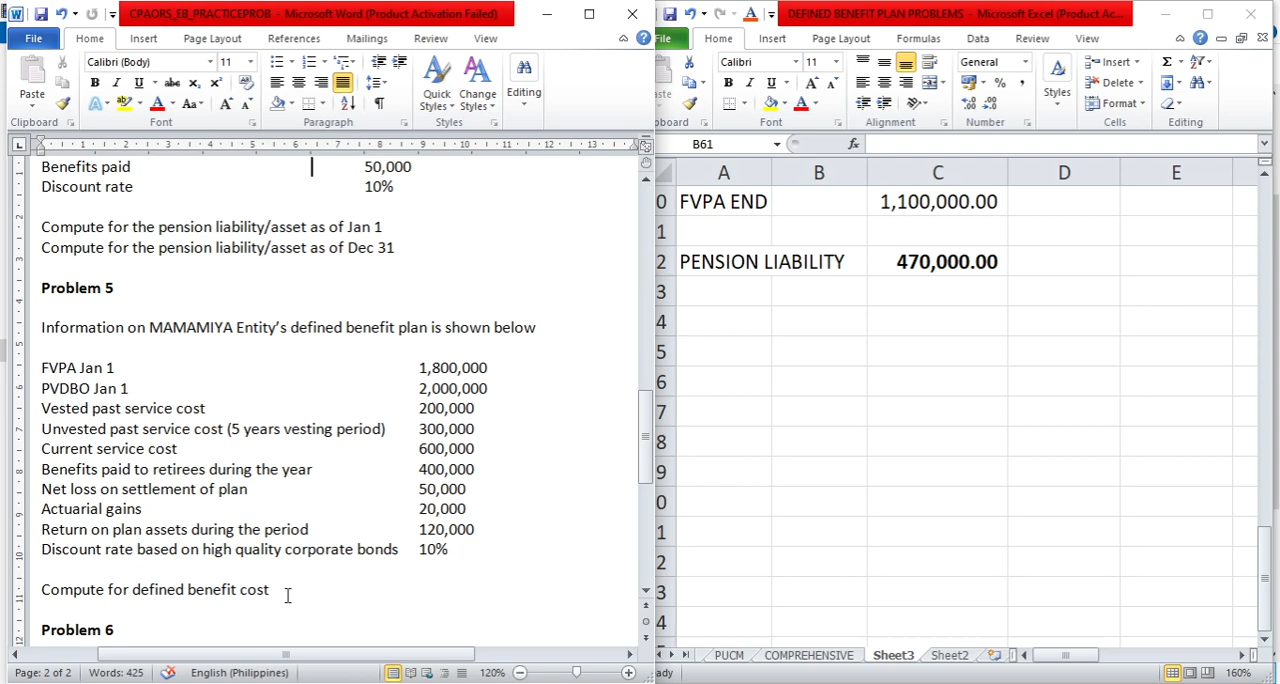 CPAORS_EB_PRACTICEPROB - Microsoft Word (Product Activation Failed)
DEFINED BENEFIT PLAN PROBLEMS - Microsoft Excel (Product Ac...
File Home Insert Page Layout References Mailings Review View
File Home Insert Page Layout Formulas Data Review View
Calibri (Body) 11
Paste
Quick Styles
Change Styles
Editing
Clipboard Font Paragraph Styles
Calibri 11
General
Styles
Insert
Delete
Format
Font Alignment Number Cells Editing
B61 fx
Benefits paid 50,000
Discount rate 10%
Compute for the pension liability/asset as of Jan 1
Compute for the pension liability/asset as of Dec 31
Problem 5
Information on MAMAMIYA Entity's defined benefit plan is shown below
FVPA Jan 1 1,800,000
PVDBO Jan 1 2,000,000
Vested past service cost 200,000
Unvested past service cost (5 years vesting period) 300,000
Current service cost 600,000
Benefits paid to retirees during the year 400,000
Net loss on settlement of plan 50,000
Actuarial gains 20,000
Return on plan assets during the period 120,000
Discount rate based on high quality corporate bonds 10%
Compute for defined benefit cost
Problem 6
A B C D E
FVPA END 1,100,000.00
PENSION LIABILITY 470,000.00
PUCM COMPREHENSIVE Sheet3 Sheet2
Page: 2 of 2 Words: 425 English (Philippines) 120%
160%